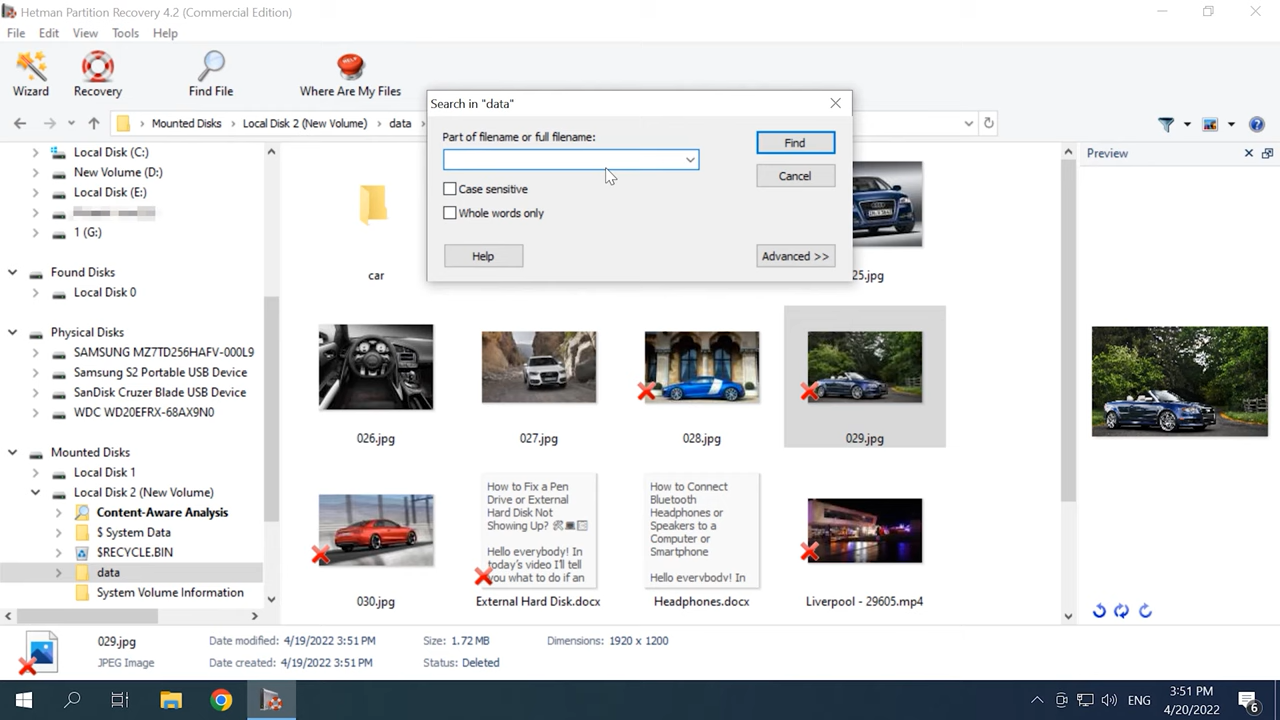 Hetman Partition Recovery 4.2 (Commercial Edition)
File Edit View Tools Help
Wizard Recovery Find File Where Are My Files
Mounted Disks Local Disk 2 (New Volume) data
Search in "data"
Part of filename or full filename:
Find
Cancel
Case sensitive
Whole words only
Help
Advanced >>
Preview
Local Disk (C:)
New Volume (D:)
Local Disk (E:)
1 (G:)
Found Disks
Local Disk 0
Physical Disks
SAMSUNG MZ7TD256HAFV-000L9
Samsung S2 Portable USB Device
SanDisk Cruzer Blade USB Device
WDC WD20EFRX-68AX9N0
Mounted Disks
Local Disk 1
Local Disk 2 (New Volume)
Content-Aware Analysis
$ System Data
$RECYCLE.BIN
data
System Volume Information
car
25.jpg
026.jpg
027.jpg
028.jpg
029.jpg
How to Fix a Pen
Drive or External
Hard Disk Not
Showing Up?
Hello everybody! In
today's video I'll tell
you what to do if an
How to Connect
Bluetooth
Headphones or
Speakers to a
Computer or
Smartphone
Hello everybody! In
030.jpg
External Hard Disk.docx
Headphones.docx
Liverpool - 29605.mp4
029.jpg
JPEG Image
Date modified: 4/19/2022 3:51 PM
Date created: 4/19/2022 3:51 PM
Size: 1.72 MB
Status: Deleted
Dimensions: 1920 x 1200
ENG
3:51 PM
4/20/2022
6